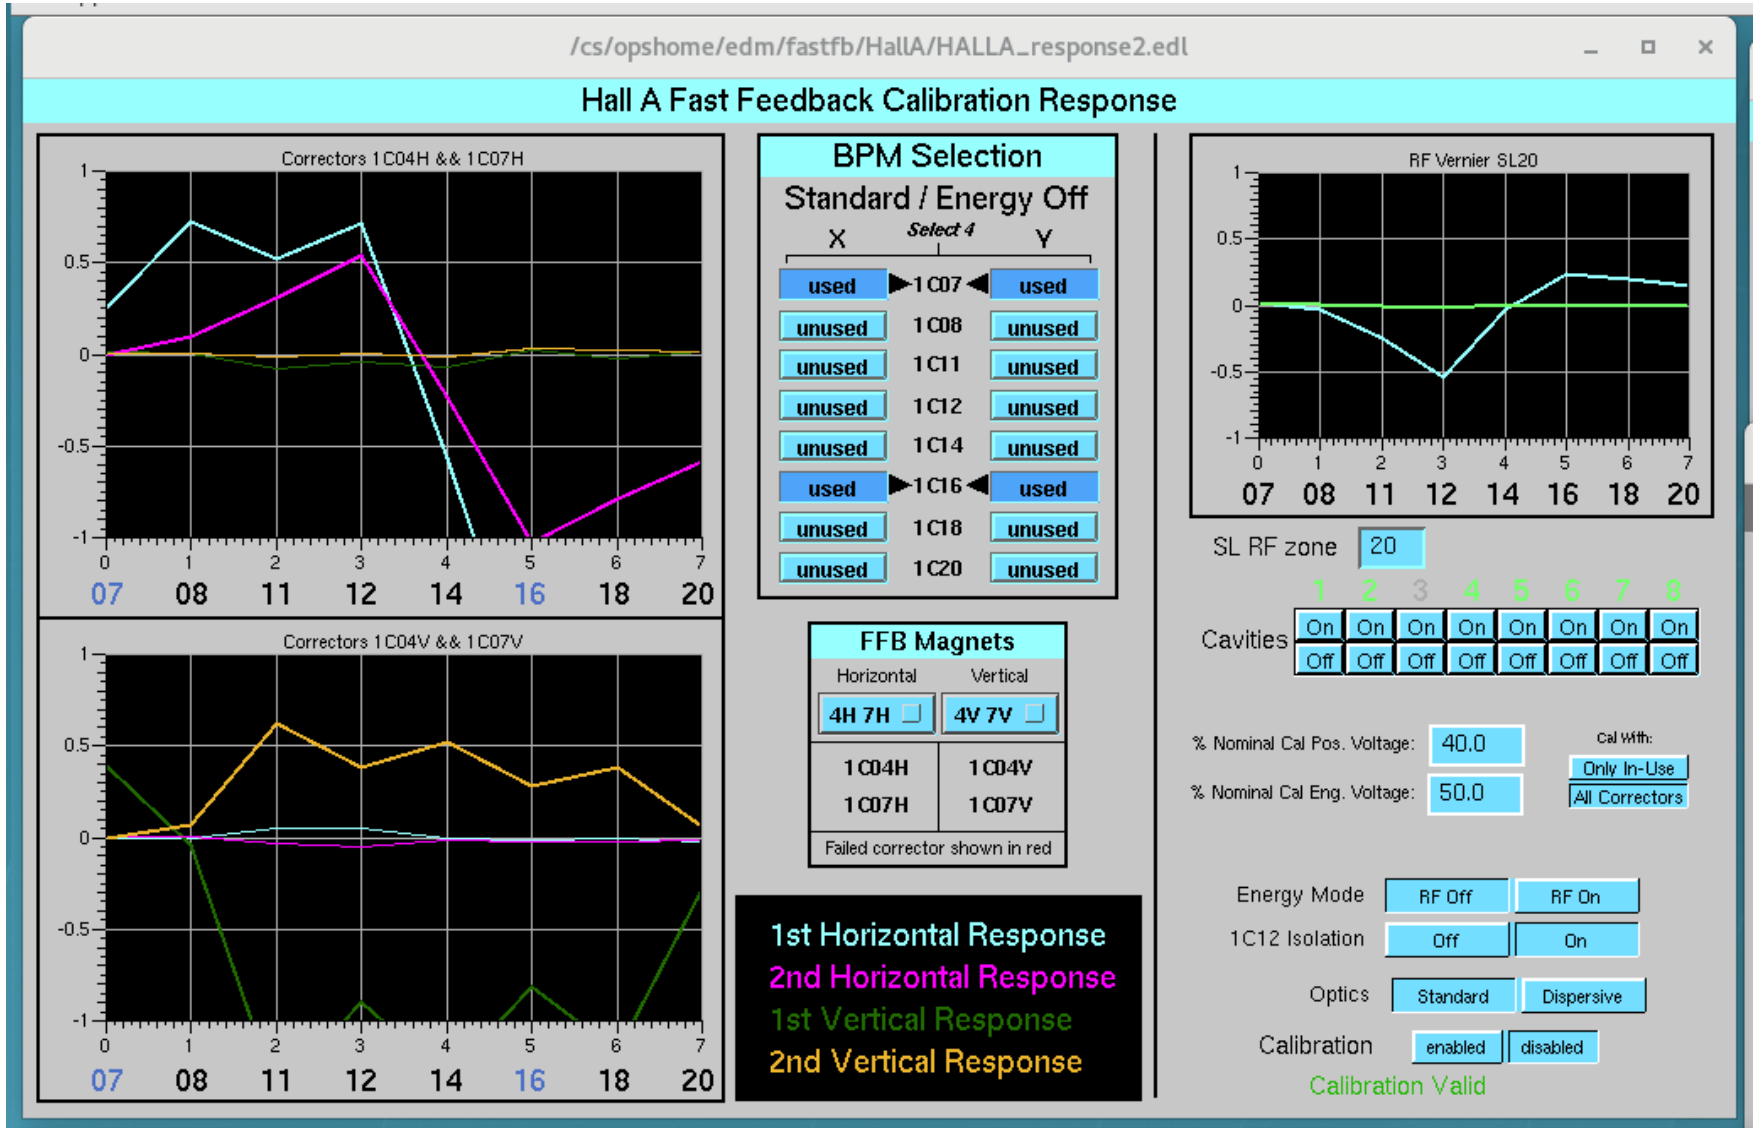 /cs/opshome/edm/fastfb/HallA/HALLA_response2.edl
Hall A Fast Feedback Calibration Response
Correctors 1C04H && 1C07H
1
0.5
0
-0.5
-1
0 1 2 3 4 5 6 7
07 08 11 12 14 16 18 20
Correctors 1C04V && 1C07V
1
0.5
0
-0.5
-1
0 1 2 3 4 5 6 7
07 08 11 12 14 16 18 20
BPM Selection
Standard / Energy Off
Select 4
X Y
used 1C07 used
unused 1C08 unused
unused 1C11 unused
unused 1C12 unused
unused 1C14 unused
used 1C16 used
unused 1C18 unused
unused 1C20 unused
FFB Magnets
Horizontal Vertical
4H 7H 4V 7V
1C04H 1C04V
1C07H 1C07V
Failed corrector shown in red
1st Horizontal Response
2nd Horizontal Response
1st Vertical Response
2nd Vertical Response
RF Vernier SL20
1
0.5
0
-0.5
-1
0 1 2 3 4 5 6 7
07 08 11 12 14 16 18 20
SL RF zone 20
1 2 3 4 5 6 7 8
Cavities
On On On On On On On On
Off Off Off Off Off Off Off Off
% Nominal Cal Pos. Voltage: 40.0
% Nominal Cal Eng. Voltage: 50.0
Cal With:
Only In-Use
All Correctors
Energy Mode RF Off RF On
1C12 Isolation Off On
Optics Standard Dispersive
Calibration enabled disabled
Calibration Valid